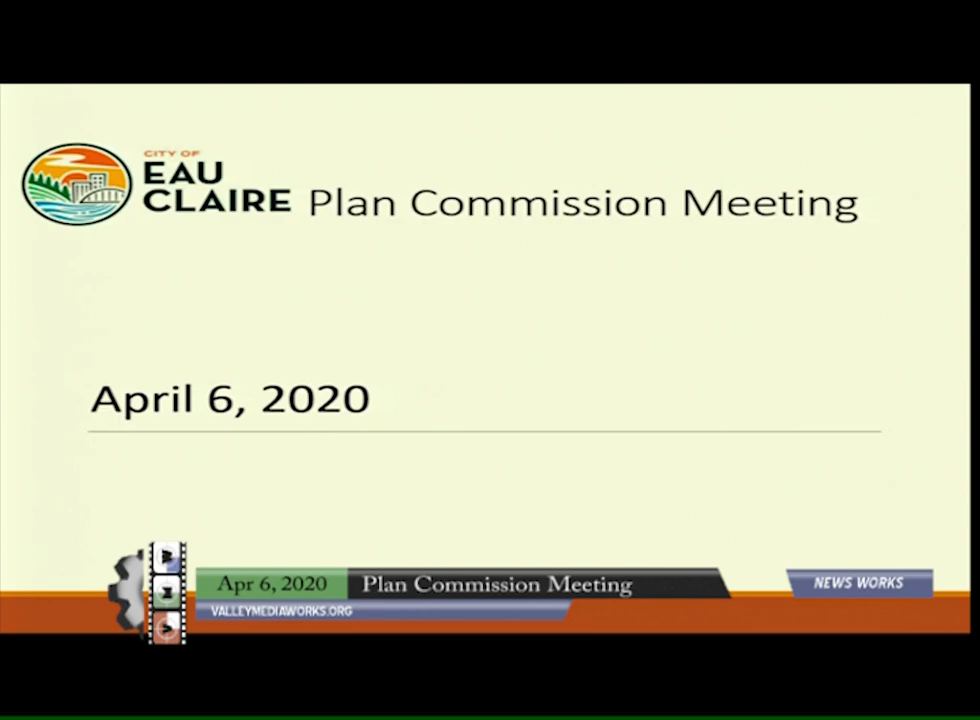 CITY OF
EAU
CLAIRE
Plan Commission Meeting
April 6, 2020
Apr 6, 2020
Plan Commission Meeting
NEWS WORKS
VALLEYMEDIAWORKS.ORG